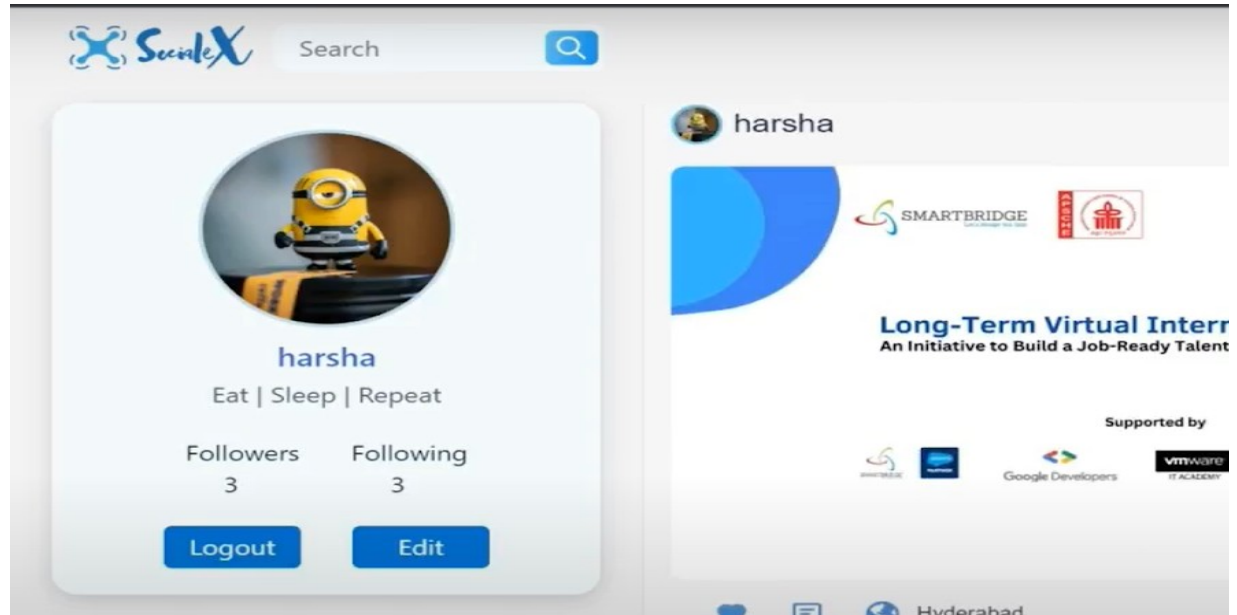 SocialeX
Search
harsha
Eat | Sleep | Repeat
Followers Following
3 3
Logout Edit
harsha
SMARTBRIDGE
APSCHE
Long-Term Virtual Intern
An Initiative to Build a Job-Ready Talent
Supported by
Google Developers
vmware
IT ACADEMY
Hyderabad